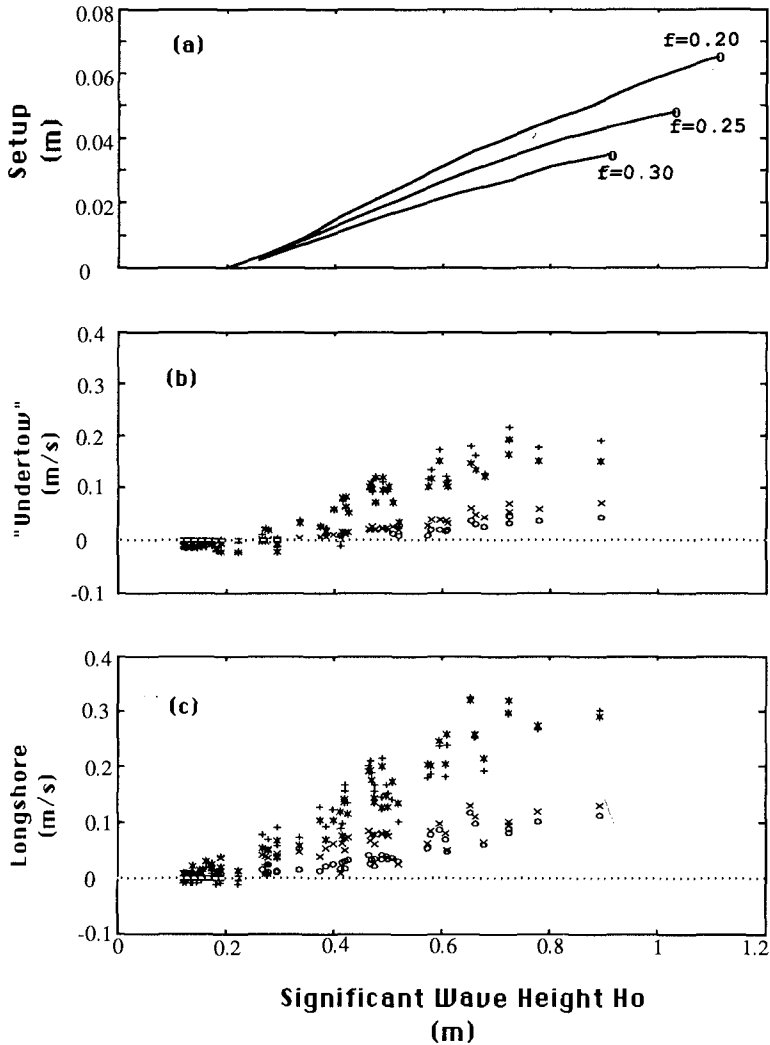 0.08
0.06
0.04
0.02
0
Setup
(m)
(a)
f=0.20
f=0.25
f=0.30
0.4
0.3
0.2
0.1
0
-0.1
"Undertow"
(m/s)
(b)
0.4
0.3
0.2
0.1
0
-0.1
Longshore
(m/s)
(c)
0
0.2
0.4
0.6
0.8
1
1.2
Significant Wave Height Ho
(m)